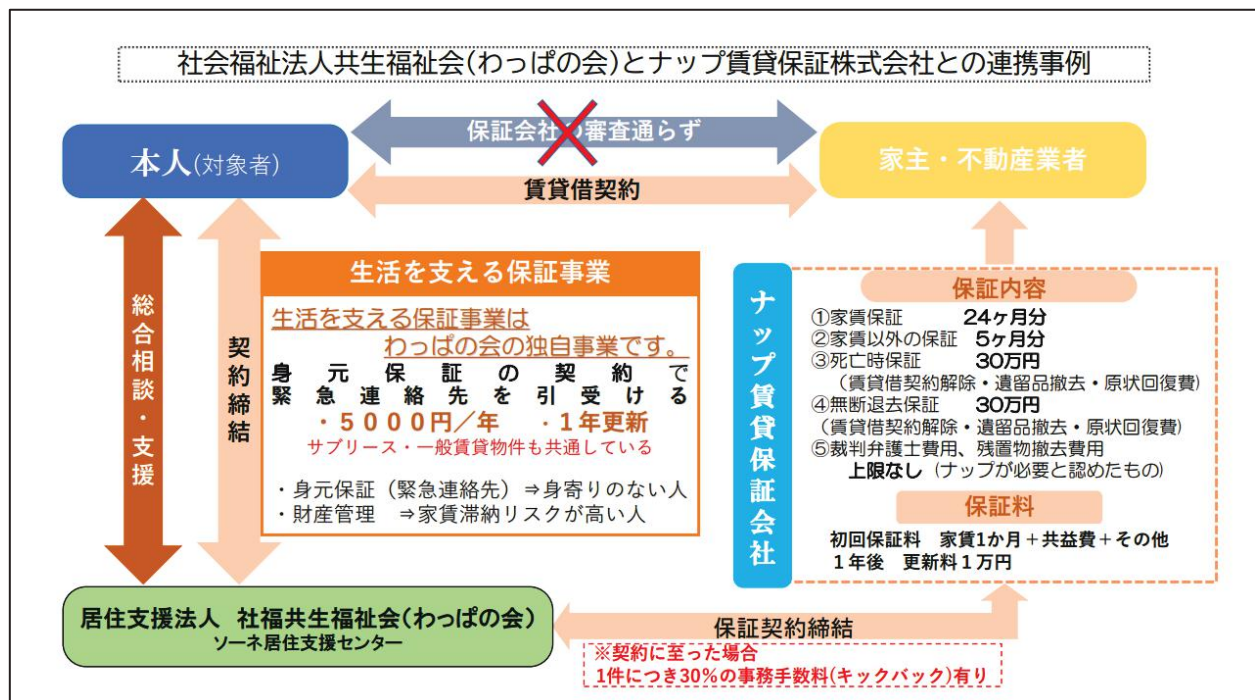 社会福祉法人共生福祉会(わっぱの会)とナップ賃貸保証株式会社との連携事例
保証会社の審査通らず
本人(対象者)
家主・不動産業者
賃貸借契約
総合相談・支援
契約締結
生活を支える保証事業
生活を支える保証事業は
わっぱの会の独自事業です。
身元保証の契約で
緊急連絡先を引受ける
・5000円/年 ・1年更新
サブリース・一般賃貸物件も共通している
・身元保証(緊急連絡先)⇒身寄りのない人
・財産管理 ⇒家賃滞納リスクが高い人
ナップ賃貸保証会社
保証内容
①家賃保証 24ヶ月分
②家賃以外の保証 5ヶ月分
③死亡時保証 30万円
(賃貸借契約解除・遺留品撤去・原状回復費)
④無断退去保証 30万円
(賃貸借契約解除・遺留品撤去・原状回復費)
⑤裁判弁護士費用、残置物撤去費用
上限なし(ナップが必要と認めたもの)
保証料
初回保証料 家賃1か月+共益費+その他
1年後 更新料1万円
居住支援法人 社福共生福祉会(わっぱの会)
ソーネ居住支援センター
保証契約締結
※契約に至った場合
1件につき30%の事務手数料(キックバック)有り